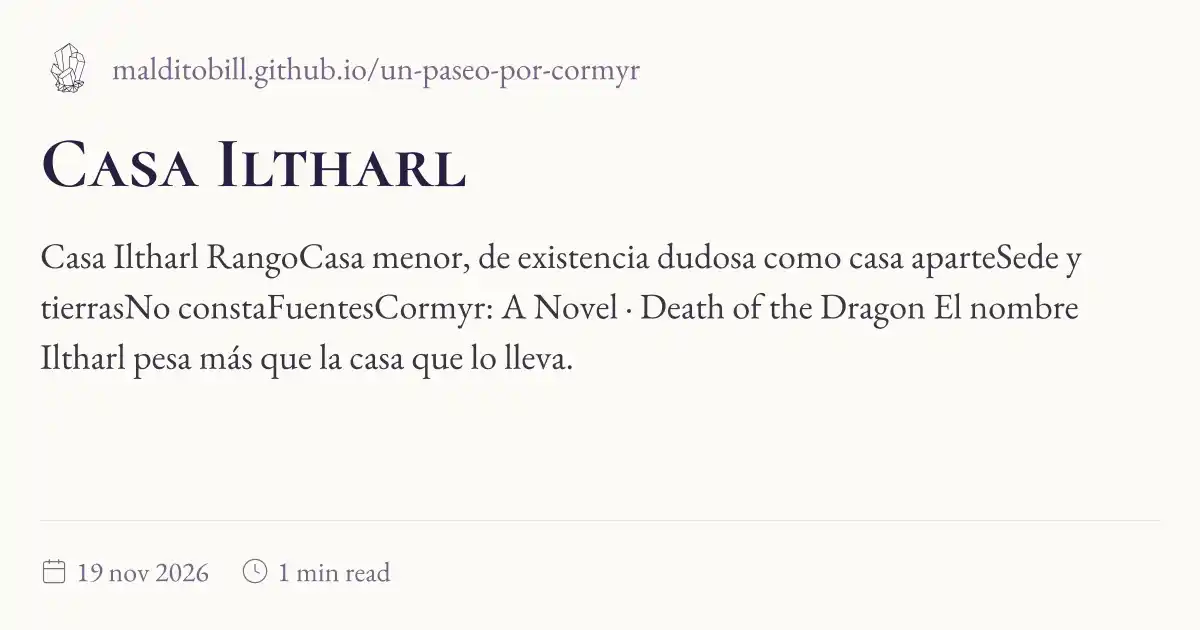 malditobill.github.io/un-paseo-por-cormyr
Casa Iltharl
Casa Iltharl RangoCasa menor, de existencia dudosa como casa aparteSede y
tierrasNo constaFuentesCormyr: A Novel · Death of the Dragon El nombre
Iltharl pesa más que la casa que lo lleva.
19 nov 2026 1 min read